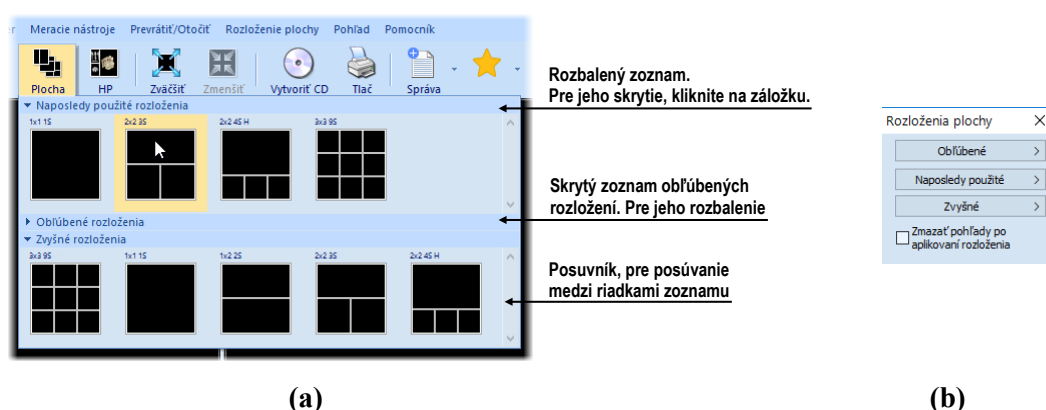 Meracie nástroje Prevrátiť/Otočiť Rozloženie plochy Pohľad Pomocník
Plocha HP Zväčšiť Zmenšiť Vytvoriť CD Tlač Správa
Naposledy použité rozloženia
1x1 1S 2x2 3S 2x2 4S H 3x3 9S
Obľúbené rozloženia
Zvyšné rozloženia
3x3 9S 1x1 1S 1x2 2S 2x2 3S 2x2 4S H
Rozbalený zoznam.
Pre jeho skrytie, kliknite na záložku.
Skrytý zoznam obľúbených
rozložení. Pre jeho rozbalenie
Posuvník, pre posúvanie
medzi riadkami zoznamu
(a)
Rozloženia plochy
Obľúbené
Naposledy použité
Zvyšné
Zmazať pohľady po
aplikovaní rozloženia
(b)